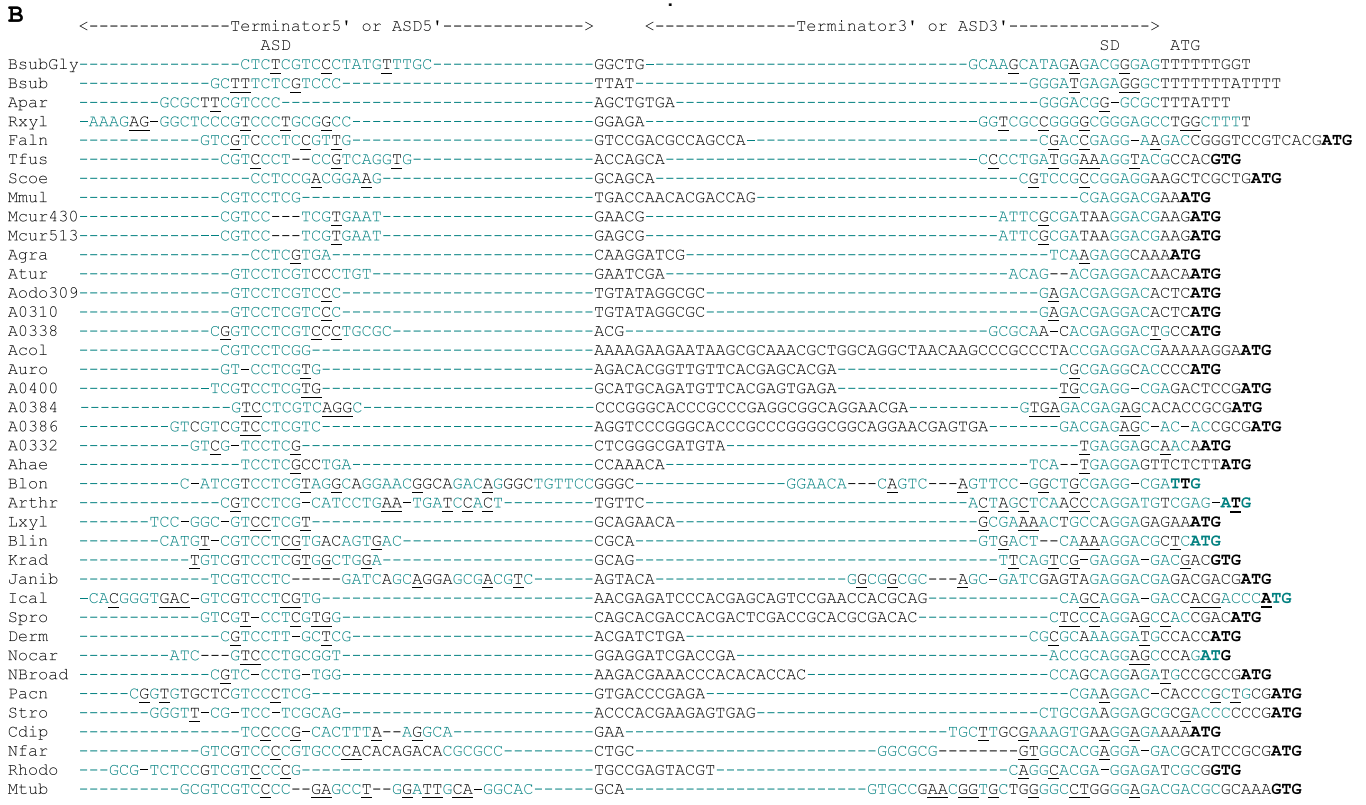 B
<--------------Terminator5' or ASD5'--------------> <--------------Terminator3' or ASD3'-------------->
ASD SD ATG
BsubGly----------------CTCTCGTCCCTATGTTTGC----------------GGCTG--------------------------------GCAAGCATAGAGACGGGAGTTTTTTGGT
Bsub-------------GCTTTCTCGTCCC-------------------------TTAT---------------------------------------GGGATGAGAGGGCTTTTTTTATTTT
Apar--------GCGCTTCGTCCC-------------------------------AGCTGTGA------------------------------------GGGACGG-GCGCTTTATTT
Rxyl-AAAGAG-GGCTCCCGTCCCTGCGGCC------------------------GGAGA---------------------------------GGTCGCCGGGGCGGGAGCCTGGCTTTT
Faln------------GTCGTCCCTCCGTTG------------------------GTCCGACGCCAGCCA-----------------------------CGACCGAGG-AAGACCGGGTCCGTCACGATG
Tfus--------------CGTCCCT--CCGTCAGGTG------------------ACCAGCA-------------------------------CCCCTGATGGAAAGGTACGCCACGTG
Scoe-----------------CCTCCGACGGAAG---------------------GCAGCA-------------------------------------CGTCCGCCGGAGGAAGCTCGCTGATG
Mmul--------------CGTCCTCG-----------------------------TGACCAACACGACCAG--------------------------------CGAGGACGAAATG
Mcur430--------------CGTCC---TCGTGAAT---------------------GAACG-----------------------------------ATTCGCGATAAGGACGAAGATG
Mcur513--------------CGTCC---TCGTGAAT---------------------GAGCG-----------------------------------ATTCGCGATAAGGACGAAGATG
Agra-----------------CCTCGTGA--------------------------CAAGGATCG------------------------------------TCAAGAGGCAAAATG
Atur---------------GTCCTCGTCCCTGT----------------------GAATCGA----------------------------------ACAG--ACGAGGACAACAATG
Aodo309---------------GTCCTCGTCCC-------------------------TGTATAGGCGC---------------------------------GAGACGAGGACACTCATG
A0310---------------GTCCTCGTCCC-------------------------TGTATAGGCGC---------------------------------GAGACGAGGACACTCATG
A0338-------------CGGTCCTCGTCCCTGCGC--------------------ACG------------------------------------GCGCAA-CACGAGGACTGCCATG
Acol--------------CGTCCTCGG----------------------------AAAAGAAGAATAAGCGCAAACGCTGGCAGGCTAACAAGCCCGCCCTACCGAGGACGAAAAAGGAATG
Auro--------------GT-CCTCGTG---------------------------AGACACGGTTGTTCACGAGCACGA----------------------CGCGAGGCACCCCATG
A0400-------------TCGTCCTCGTG---------------------------GCATGCAGATGTTCACGAGTGAGA----------------------TGCGAGG-CGAGACTCCGATG
A0384---------------GTCCTCGTCAGGC-----------------------CCCGGGCACCCGCCCGAGGCGGCAGGAACGA-----------GTGAGACGAGAGCACACCGCGATG
A0386---------GTCGTCGTCCTCGTC---------------------------AGGTCCCGGGCACCCGCCCGGGGCGGCAGGAACGAGTGA-------GACGAGAGC-AC-ACCGCGATG
A0332-----------GTCG-TCCTCG-----------------------------CTCGGGCGATGTA-----------------------------------TGAGGAGCAACAATG
Ahae----------------TCCTCGCCTGA------------------------CCAAACA------------------------------------TCA--TGAGGAGTTCTCTTATG
Blon----------C-ATCGTCCTCGTAGGCAGGAACGGCAGACAGGGCTGTTCCGGGC---------------GGAACA---CAGTC---AGTTCC-GGCTGCGAGG-CGATTG
Arthr--------------CGTCCTCG-CATCCTGAA--TGATCCACT---------TGTTC--------------------------------ACTAGCTCAACCCAGGATGTCGAG-ATG
Lxyl-------TCC-GGC-GTCCTCGT----------------------------GCAGAACA------------------------------GCGAAAACTGCCAGGAGAGAAATG
Blin--------CATGT-CGTCCTCGTGACAGTGAC-------------------CGCA----------------------------------GTGACT--CAAAAGGACGCTCATG
Krad-----------TGTCGTCCTCGTGGCTGGA---------------------GCAG------------------------------------TTCAGTCG-GAGGA-GACGACGTG
Janib-------------TCGTCCTC-----GATCAGCAGGAGCGACGTC------AGTACA-------------------GGCGGCGC---AGC-GATCGAGTAGAGGACGAGACGACGATG
Ical-CACGGGTGAC-GTCGTCCTCGTG---------------------------AACGAGATCCCACGAGCAGTCCGAACCACGCAG-------------CAGCAGGA-GACCACGACCCATG
Spro------------GTCGT-CCTCGTGG-------------------------CAGCACGACCACGACTCGACCGCACGCGACAC-------------CTCCCAGGAGCCACCGACATG
Derm--------------CGTCCTT-GCTCG------------------------ACGATCTGA----------------------------------CGCGCAAAGGATGCCACCATG
Nocar---------ATC---GTCCCTGCGGT-------------------------GGAGGATCGACCGA-------------------------------ACCGCAGGAGCCCAGATG
NBroad--------------CGTC-CCTG-TGG-------------------------AAGACGAAACCCACACACCAC------------------------CCAGCAGGAGATGCCGCCGATG
Pacn-----CGGTGTGCTCGTCCCTCG----------------------------GTGACCCGAGA------------------------------------CGAAGGAC-CACCCGCTGCGATG
Stro-------GGGTT-CG-TCC-TCGCAG-------------------------ACCCACGAAGAGTGAG----------------------------CTGCGAAGGAGCGCGACCCCCCGATG
Cdip----------------TCCCCG-CACTTTA--AGGCA--------------GAA--------------------------------TGCTTGCGAAAGTGAAGGAGAAAAATG
Nfar------------GTCGTCCCCGTGCCCACACAGACACGCGCC---------CTGC------------------------GGCGCG--------GTGGCACGAGGA-GACGCATCCGCGATG
Rhodo---GCG-TCTCCGTCGTCCCCG-----------------------------TGCCGAGTACGT-----------------------------CAGGCACGA-GGAGATCGCGGTG
Mtub----------GCGTCGTCCCC--GAGCCT--GGATTGCA-GGCAC------GCA------------------------GTGCCGAACGGTGCTGGGGCCTGGGGAGGACGACGCGCAAAGTG